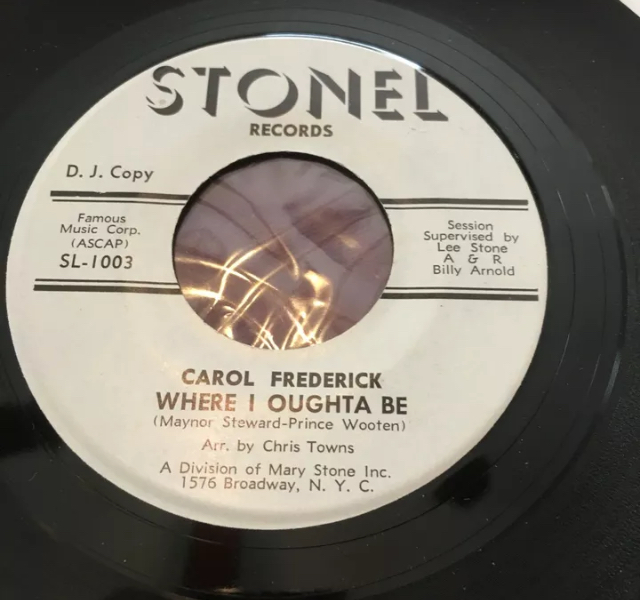 STONEL
RECORDS
D. J. Copy
Famous
Music Corp.
(ASCAP)
SL-1003
Session
Supervised by
Lee Stone
A & R
Billy Arnold
CAROL FREDERICK
WHERE I OUGHTA BE
(Maynor Steward-Prince Wooten)
Arr. by Chris Towns
A Division of Mary Stone Inc.
1576 Broadway, N. Y. C.